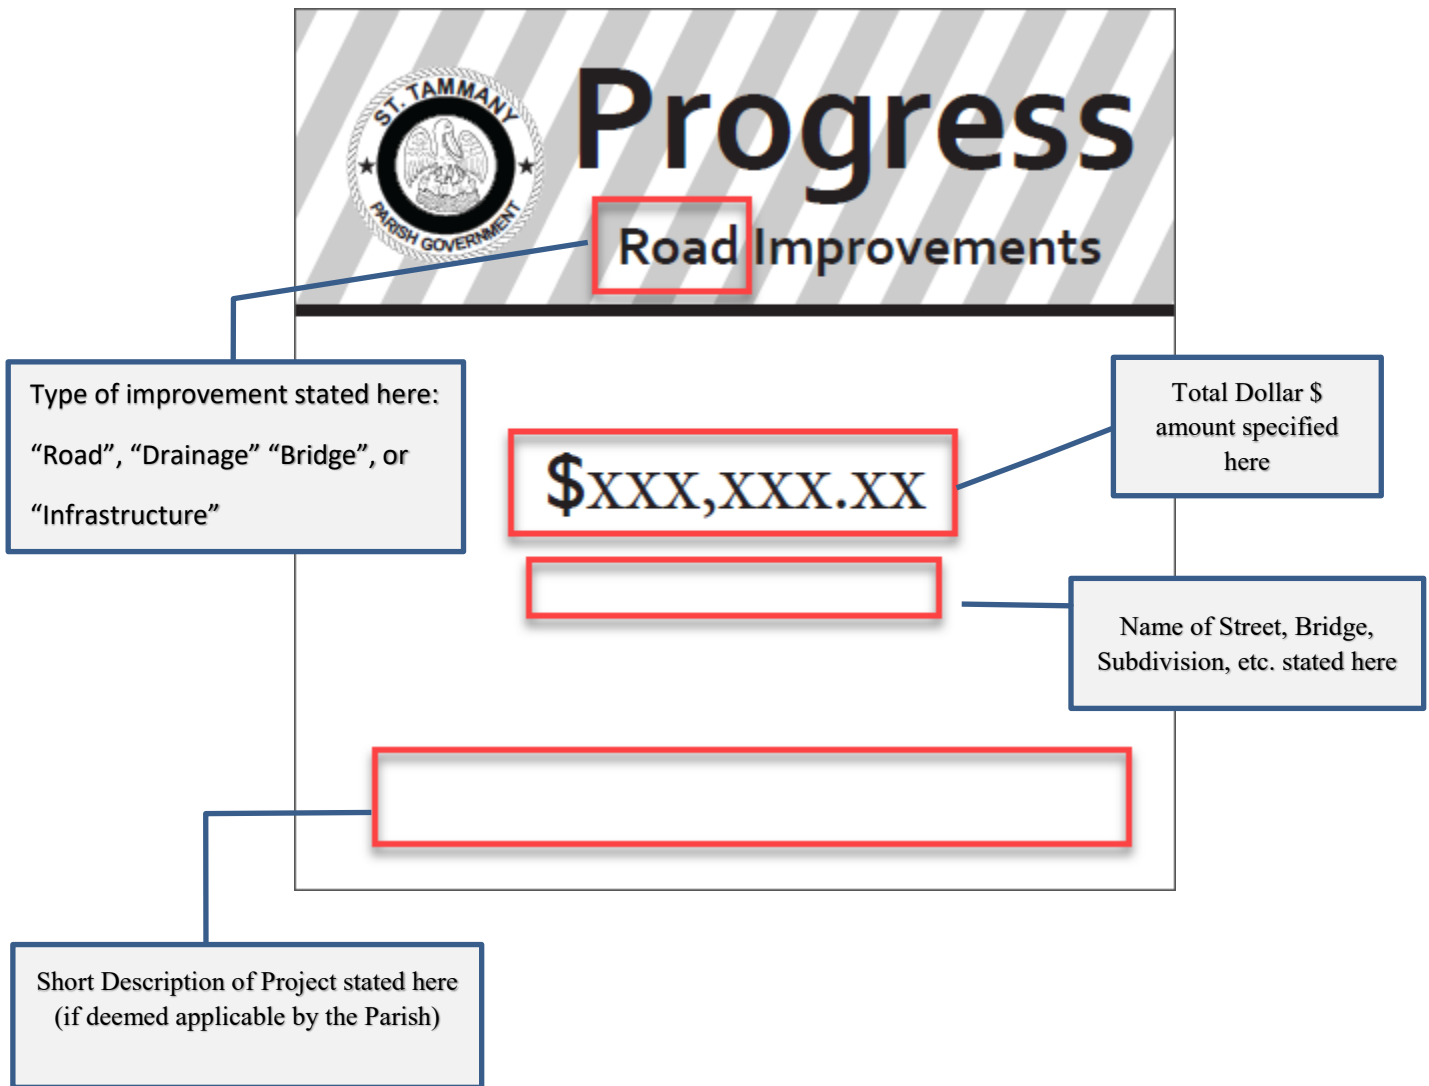 ST. TAMMANY
PARISH GOVERNMENT
Progress
Road Improvements
Type of improvement stated here:
“Road”, “Drainage” “Bridge”, or
“Infrastructure”
Total Dollar $
amount specified
here
$xxx,xxx.xx
Name of Street, Bridge,
Subdivision, etc. stated here
Short Description of Project stated here
(if deemed applicable by the Parish)